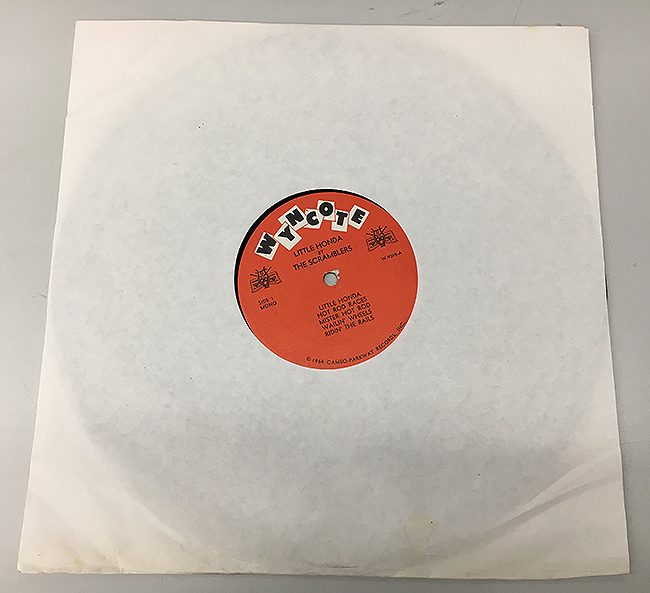 WYNCOTE
LITTLE HONDA
BY
THE SCRAMBLERS
SIDE 1
MONO
LITTLE HONDA
HOT ROD RACES
MISTER HOT ROD
WAILIN' WHEELS
RIDIN' THE RAILS
© 1964 CAMEO-PARKWAY RECORDS, INC.